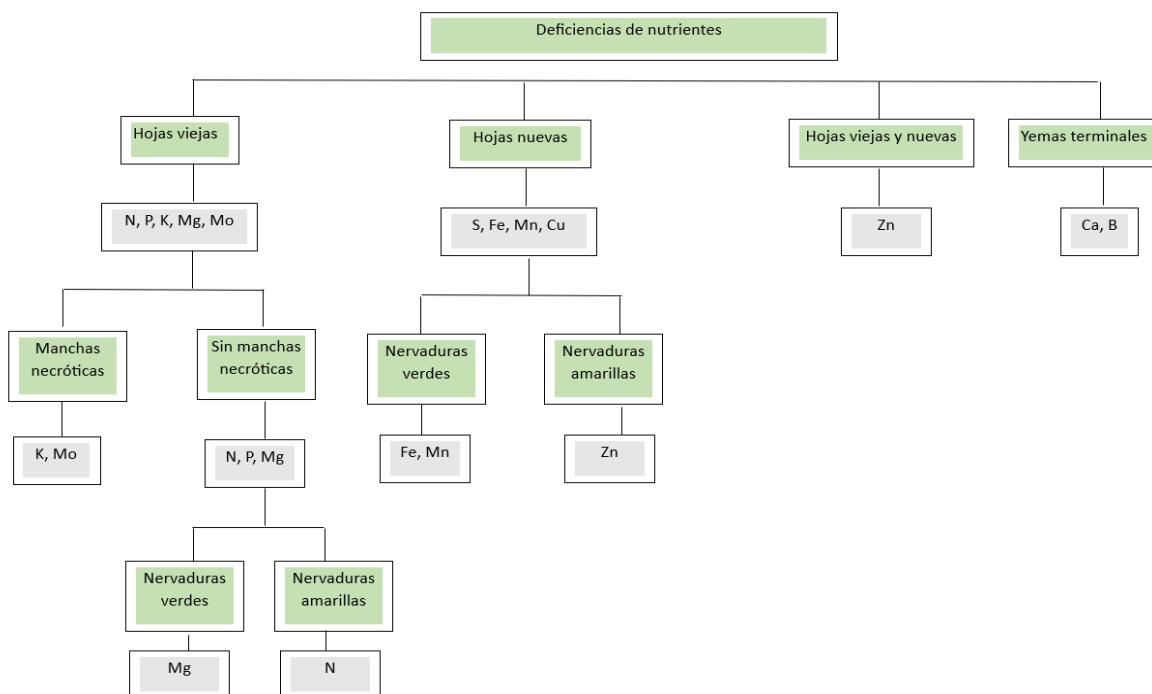 Deficiencias de nutrientes
Hojas viejas
Hojas nuevas
Hojas viejas y nuevas
Yemas terminales
N, P, K, Mg, Mo
S, Fe, Mn, Cu
Zn
Ca, B
Manchas
necróticas
Sin manchas
necróticas
Nervaduras
verdes
Nervaduras
amarillas
K, Mo
N, P, Mg
Fe, Mn
Zn
Nervaduras
verdes
Nervaduras
amarillas
Mg
N